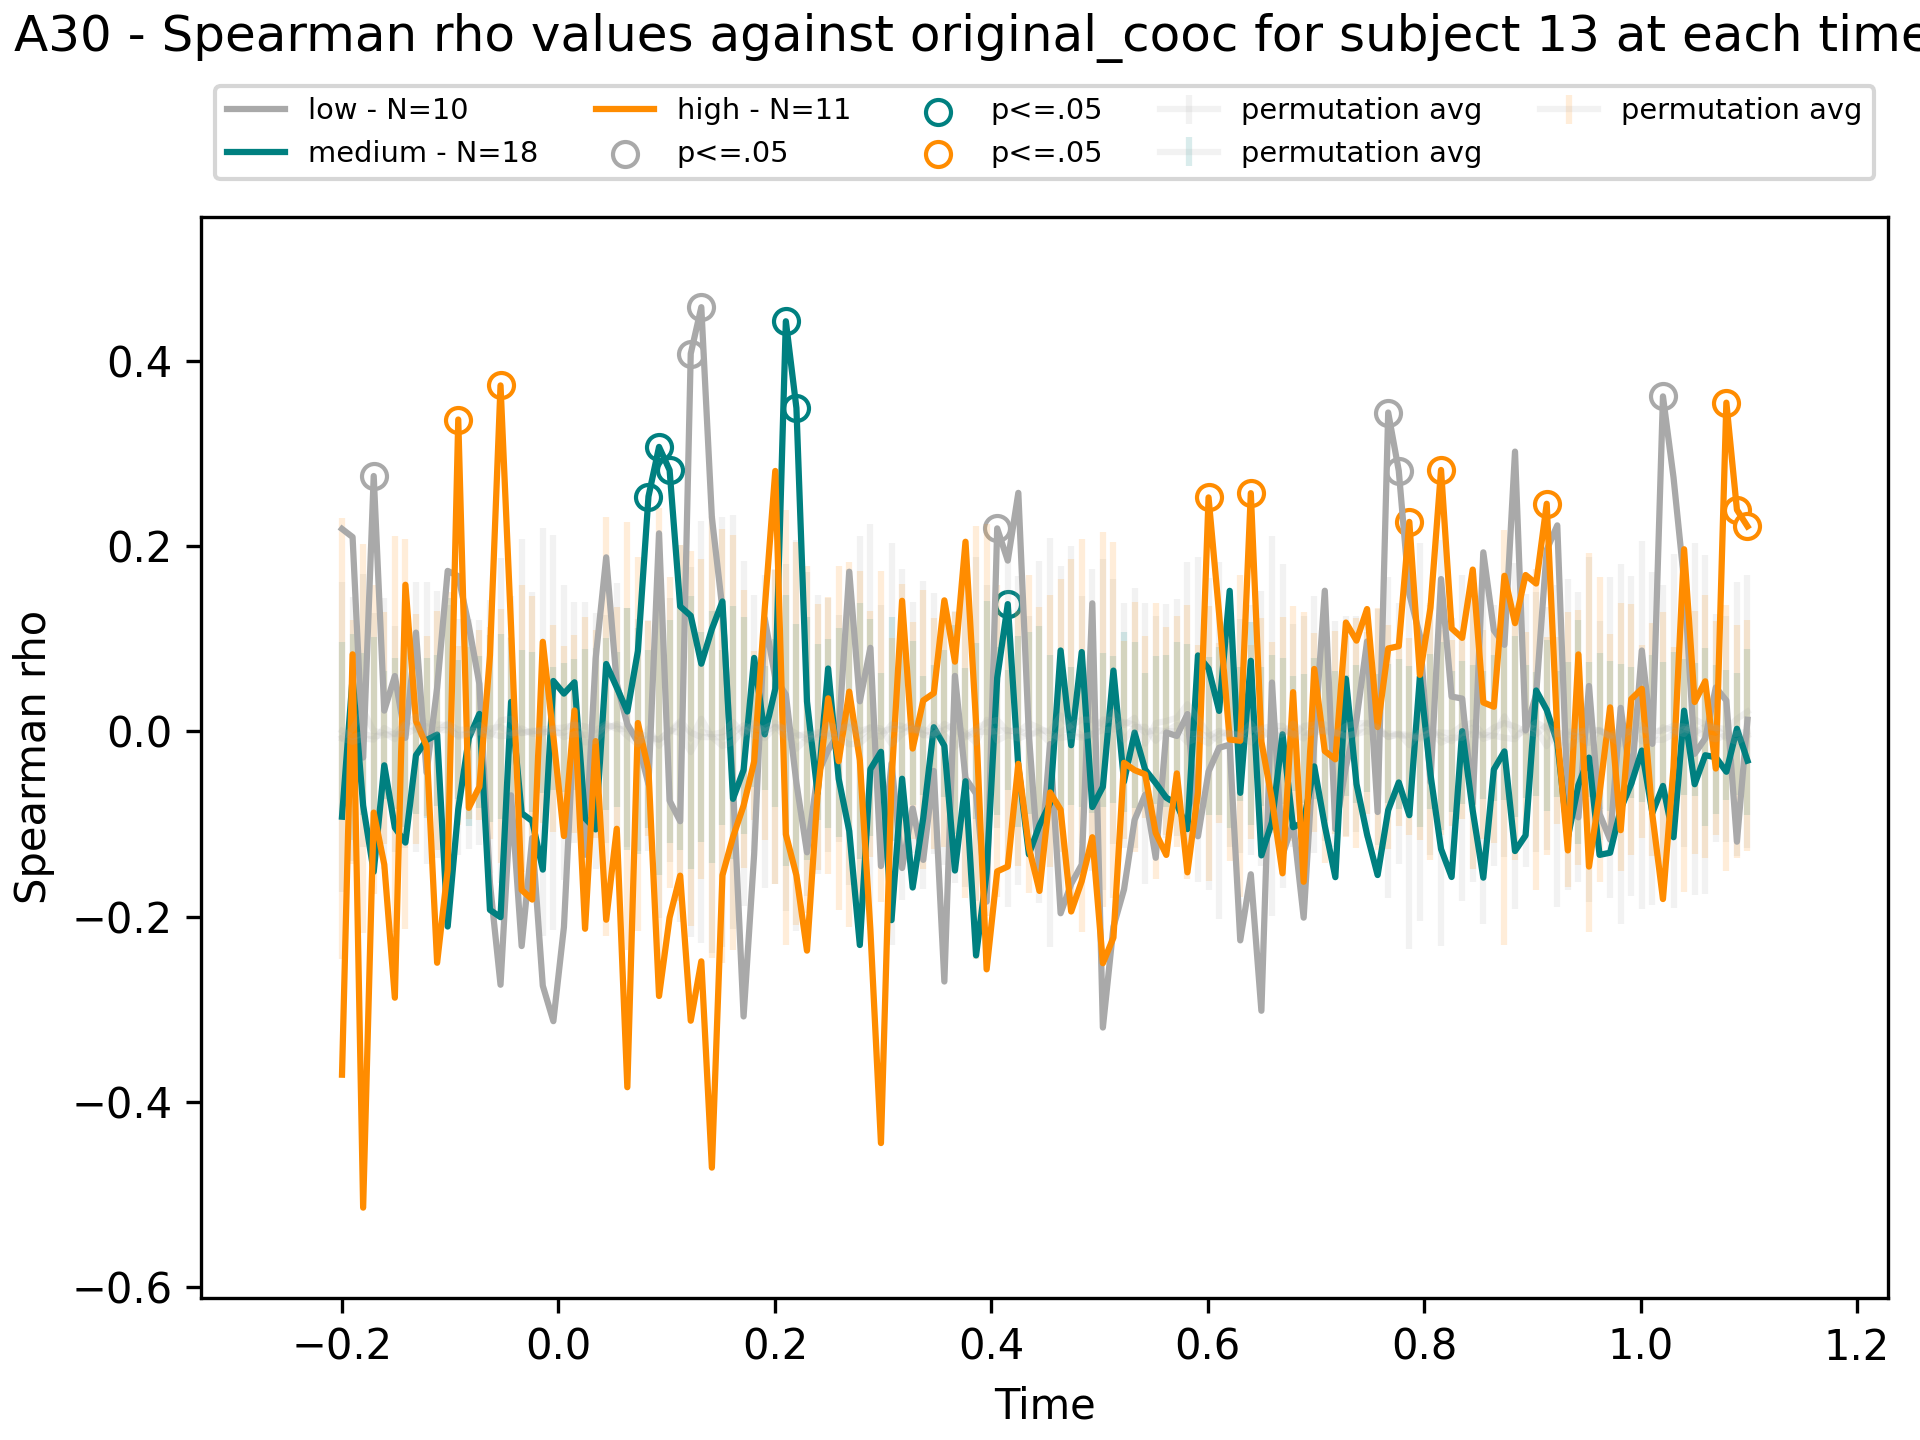 A30 - Spearman rho values against original_cooc for subject 13 at each time
low - N=10
medium - N=18
high - N=11
p<=.05
p<=.05
p<=.05
permutation avg
permutation avg
permutation avg
Spearman rho
0.4
0.2
0.0
−0.2
−0.4
−0.6
−0.2 0.0 0.2 0.4 0.6 0.8 1.0 1.2
Time